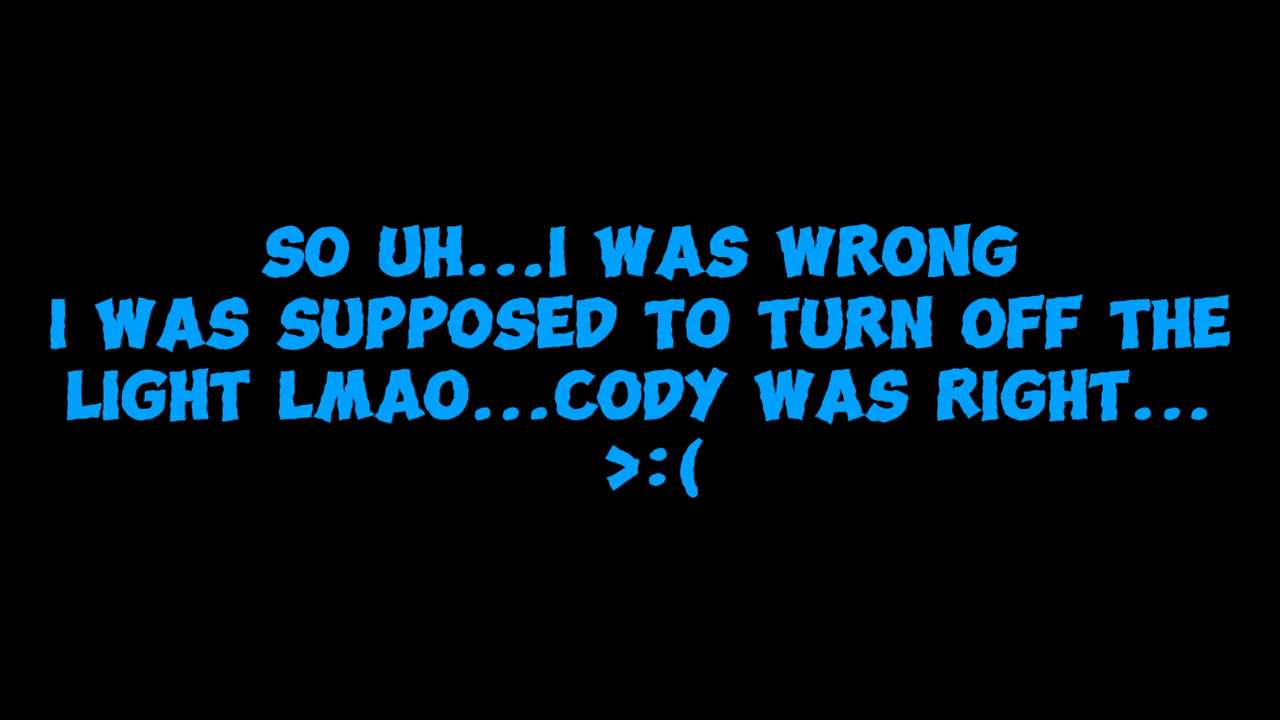 SO UH...I WAS WRONG
I WAS SUPPOSED TO TURN OFF THE
LIGHT LMAO...CODY WAS RIGHT...
>:(